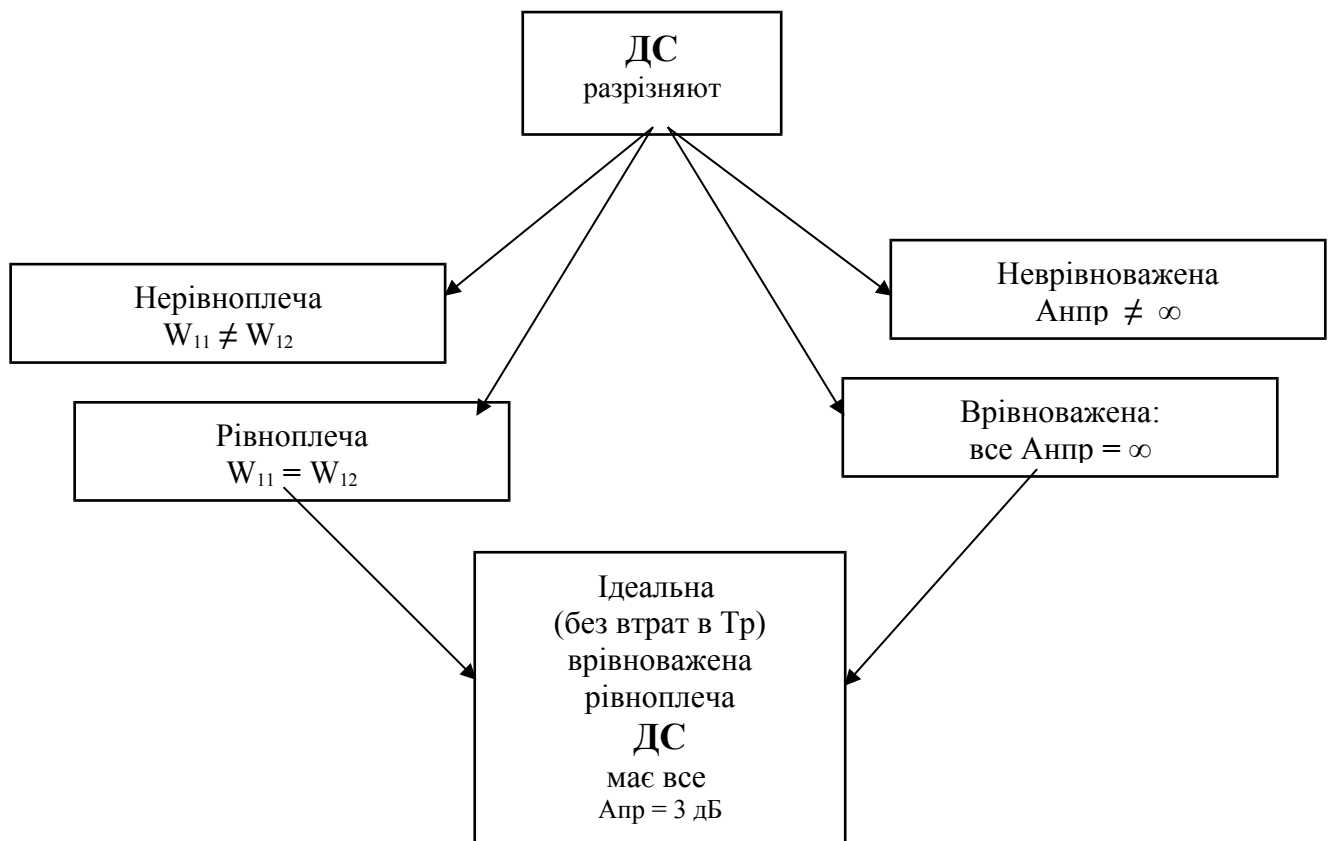 ДС
разрізняют
Нерівноплеча
W₁₁ ≠ W₁₂
Неврівноважена
Анпр ≠ ∞
Рівноплеча
W₁₁ = W₁₂
Врівноважена:
все Анпр = ∞
Ідеальна
(без втрат в Тр)
врівноважена
рівноплеча
ДС
має все
Апр = 3 дБ